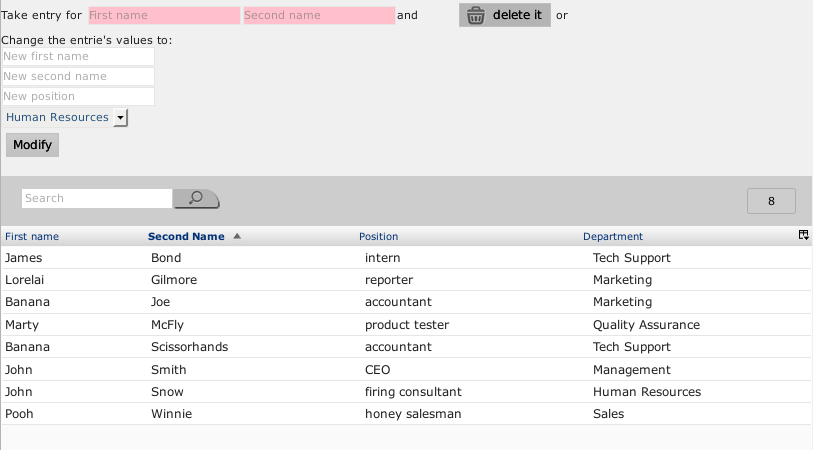 Take entry for First name Second name and delete it or
Change the entrie's values to:
New first name
New second name
New position
Human Resources
Modify
Search 8
First name Second Name Position Department
James Bond intern Tech Support
Lorelai Gilmore reporter Marketing
Banana Joe accountant Marketing
Marty McFly product tester Quality Assurance
Banana Scissorhands accountant Tech Support
John Smith CEO Management
John Snow firing consultant Human Resources
Pooh Winnie honey salesman Sales